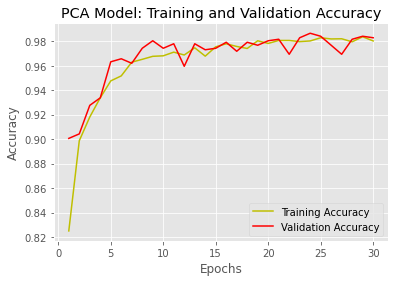 PCA Model: Training and Validation Accuracy
Accuracy
0.98
0.96
0.94
0.92
0.90
0.88
0.86
0.84
0.82
0 5 10 15 20 25 30
Epochs
Training Accuracy
Validation Accuracy